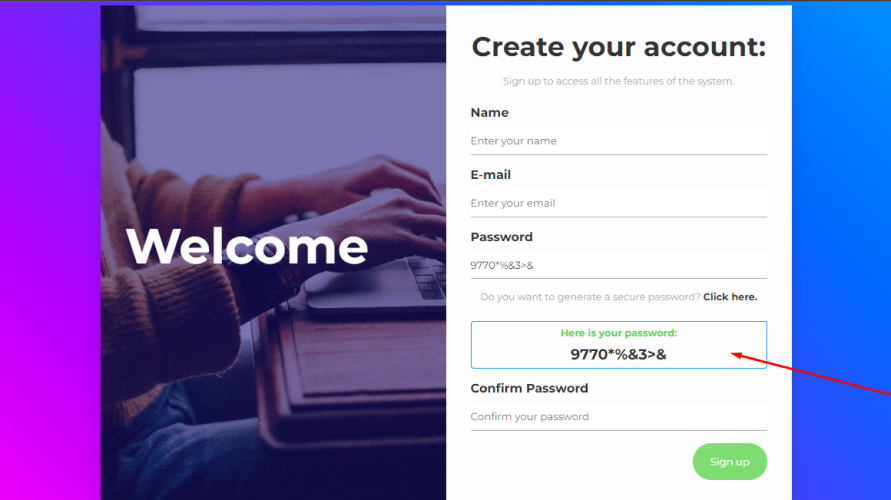 Welcome
Create your account:
Sign up to access all the features of the system.
Name
Enter your name
E-mail
Enter your email
Password
9770*%&3>&
Do you want to generate a secure password? Click here.
Here is your password:
9770*%&3>&
Confirm Password
Confirm your password
Sign up